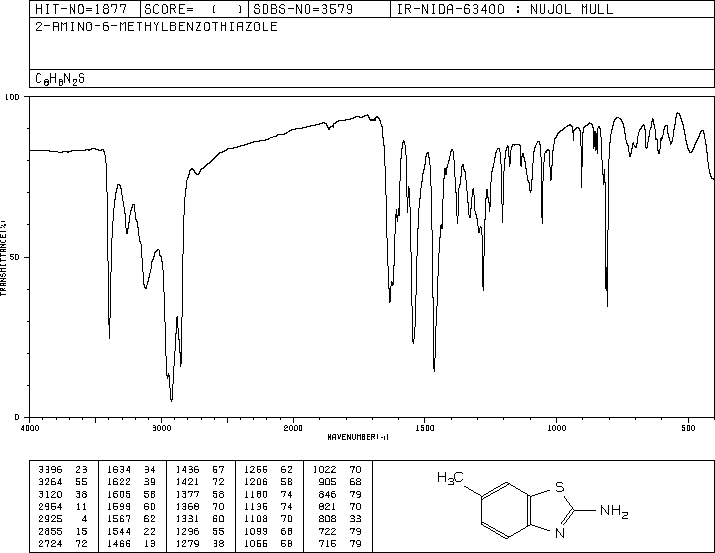 HIT-NO=1877 SCORE= ( ) SDBS-NO=3579 IR-NIDA-63400 : NUJOL MULL
2-AMINO-6-METHYLBENZOTHIAZOLE
C8H8N2S
100
50
0
TRANSMITTANCE(%)
4000 3000 2000 1500 1000 500
WAVENUMBER(-1)
3396 23 1634 34 1436 67 1266 62 1022 70
3264 55 1622 39 1421 72 1206 58 905 68
3120 38 1605 58 1377 58 1180 74 846 79
2954 11 1599 60 1368 70 1136 74 821 70
2925 4 1567 62 1331 60 1108 70 808 33
2855 15 1544 22 1296 55 1099 68 722 79
2724 72 1466 13 1279 38 1056 58 716 79
H3C
S
NH2
N